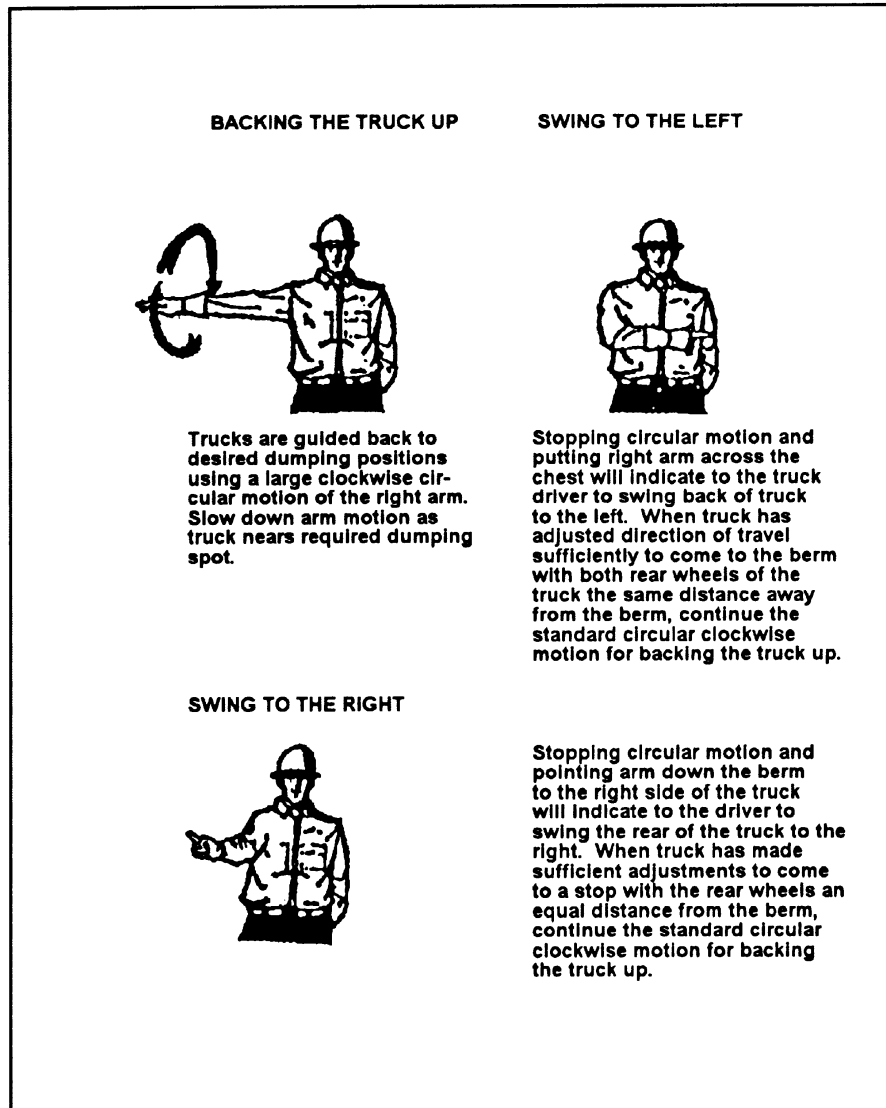 BACKING THE TRUCK UP
Trucks are guided back to
desired dumping positions
using a large clockwise cir-
cular motion of the right arm.
Slow down arm motion as
truck nears required dumping
spot.
SWING TO THE LEFT
Stopping circular motion and
putting right arm across the
chest will indicate to the truck
driver to swing back of truck
to the left. When truck has
adjusted direction of travel
sufficiently to come to the berm
with both rear wheels of the
truck the same distance away
from the berm, continue the
standard circular clockwise
motion for backing the truck up.
SWING TO THE RIGHT
Stopping circular motion and
pointing arm down the berm
to the right side of the truck
will indicate to the driver to
swing the rear of the truck to the
right. When truck has made
sufficient adjustments to come
to a stop with the rear wheels an
equal distance from the berm,
continue the standard circular
clockwise motion for backing
the truck up.